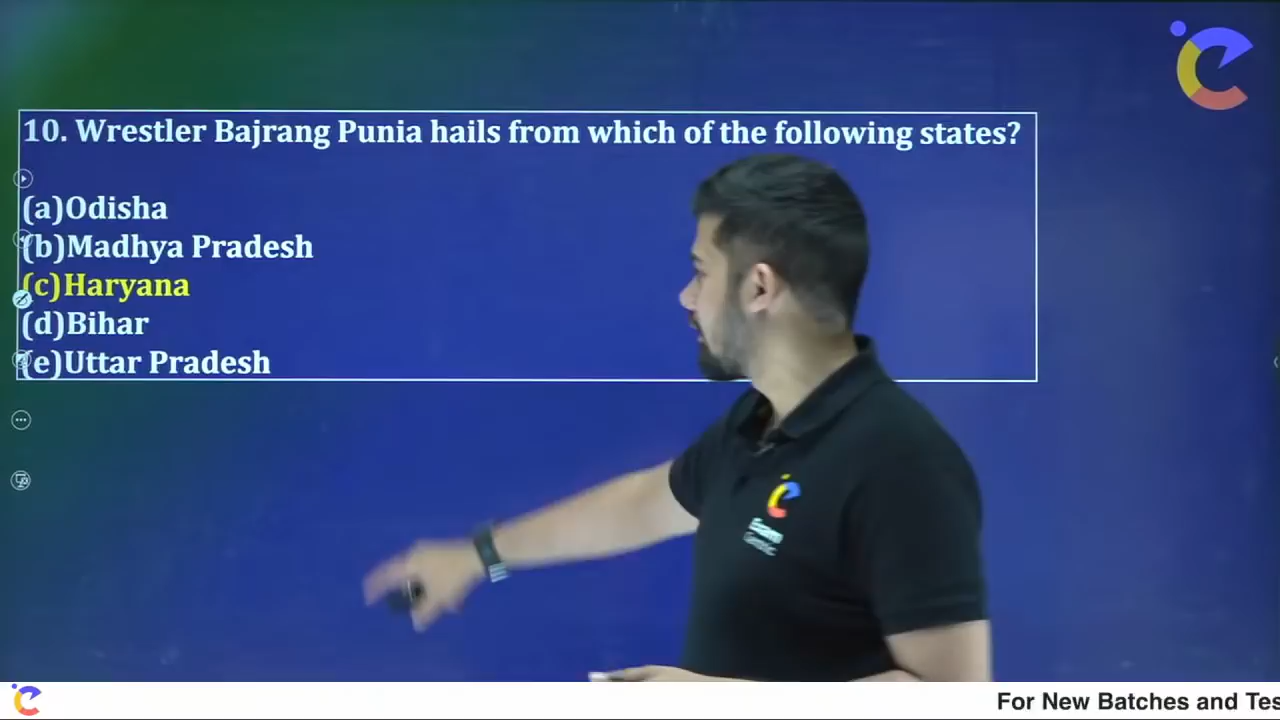 10. Wrestler Bajrang Punia hails from which of the following states?
(a)Odisha
(b)Madhya Pradesh
(c)Haryana
(d)Bihar
(e)Uttar Pradesh
Exam
For New Batches and Tes